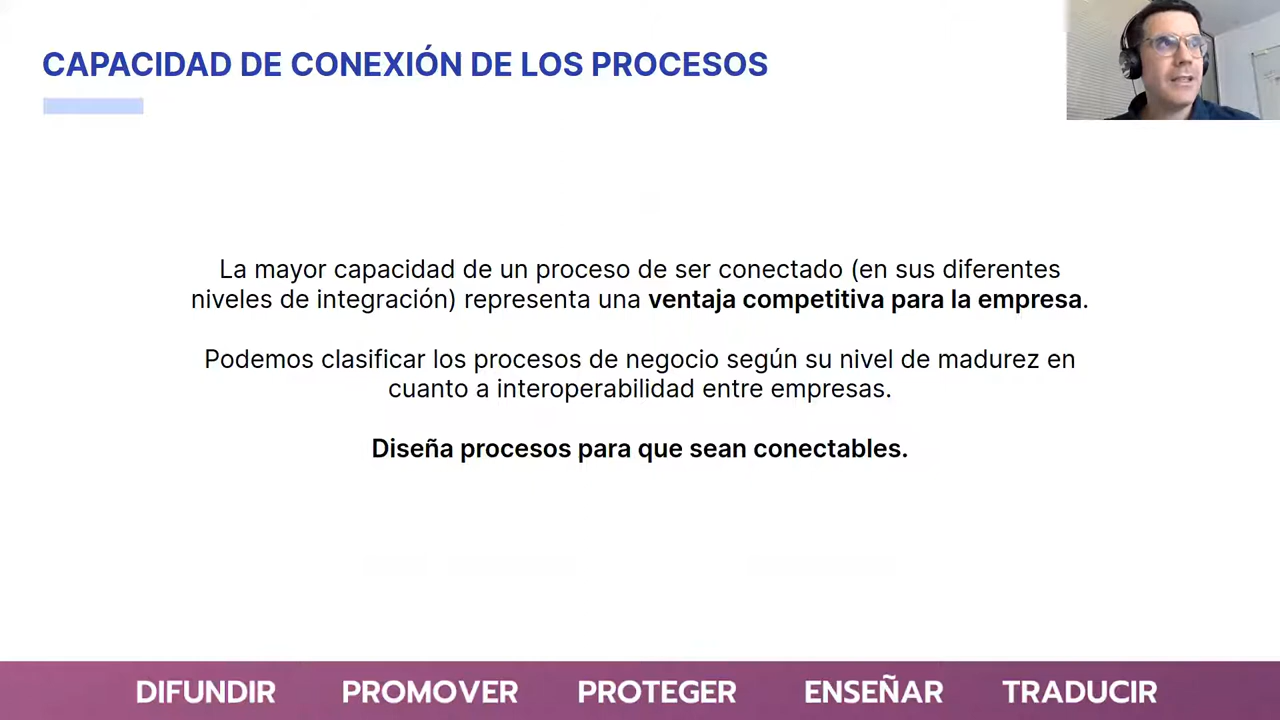 CAPACIDAD DE CONEXIÓN DE LOS PROCESOS
La mayor capacidad de un proceso de ser conectado (en sus diferentes
niveles de integración) representa una ventaja competitiva para la empresa.
Podemos clasificar los procesos de negocio según su nivel de madurez en
cuanto a interoperabilidad entre empresas.
Diseña procesos para que sean conectables.
DIFUNDIR PROMOVER PROTEGER ENSEÑAR TRADUCIR